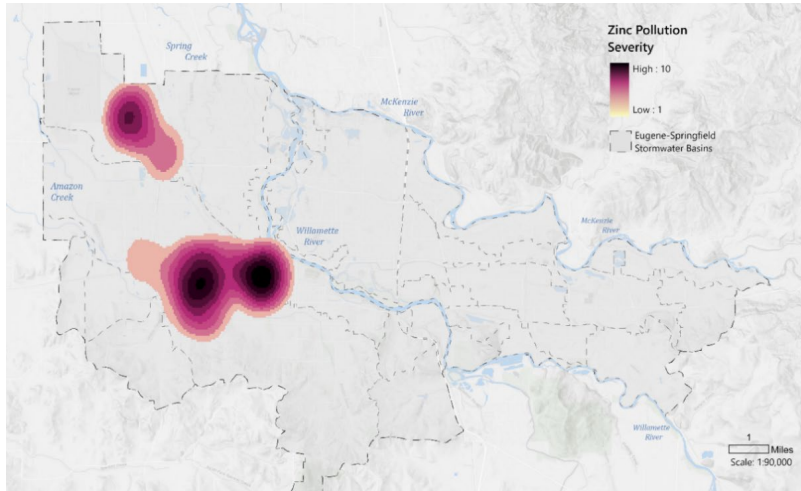 Spring
Creek
McKenzie
River
Amazon
Creek
Willamette
River
McKenzie
River
Willamette
River
Zinc Pollution
Severity
High : 10
Low : 1
Eugene-Springfield
Stormwater Basins
1
Miles
Scale: 1:90,000